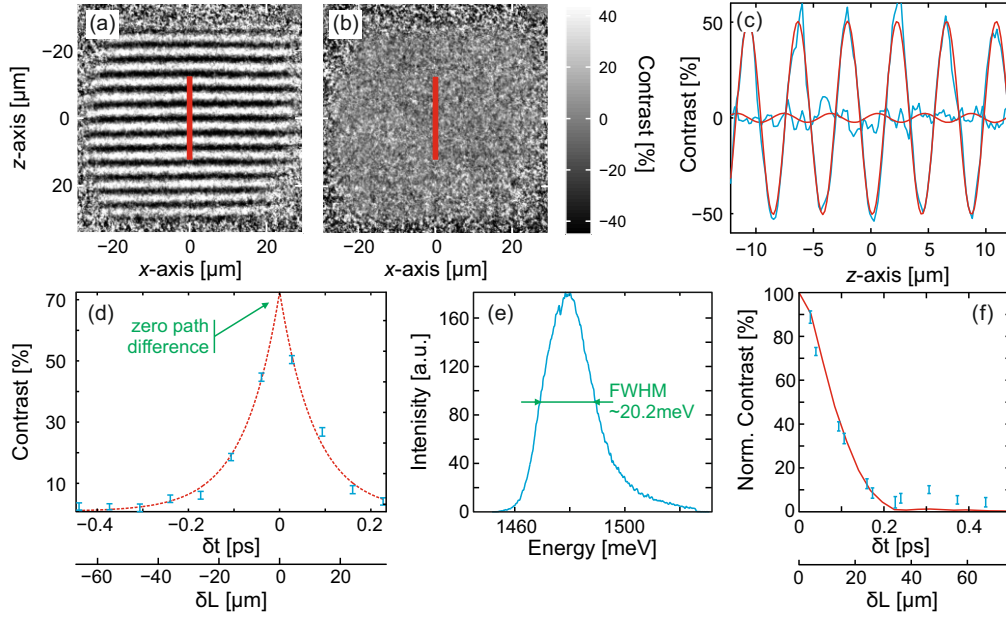 (a)
(b)
(c)
z-axis [µm]
−20
0
20
−20
0
20
x-axis [µm]
−20
0
20
x-axis [µm]
40
20
0
−20
−40
Contrast
[%]
Contrast [%]
50
0
−50
−10
−5
0
5
10
z-axis [µm]
(d)
zero path
difference
Contrast [%]
70
50
30
10
−0.4
−0.2
0
0.2
δt [ps]
−60
−40
−20
0
20
δL [µm]
(e)
FWHM
~20.2meV
Intenisity [a.u.]
160
120
80
40
0
1460
1500
Energy [meV]
(f)
Norm. Contrast [%]
100
80
60
40
20
0
0
0.2
0.4
δt [ps]
0
20
40
60
δL [µm]